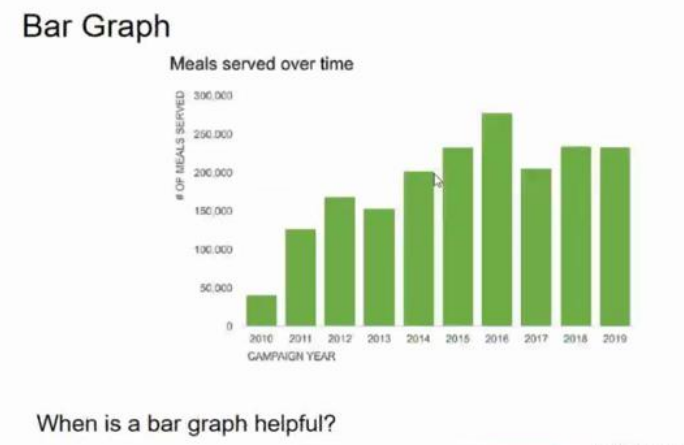 Bar Graph
Meals served over time
# OF MEALS SERVED
300,000
250,000
200,000
150,000
100,000
50,000
0
2010 2011 2012 2013 2014 2015 2016 2017 2018 2019
CAMPAIGN YEAR
When is a bar graph helpful?